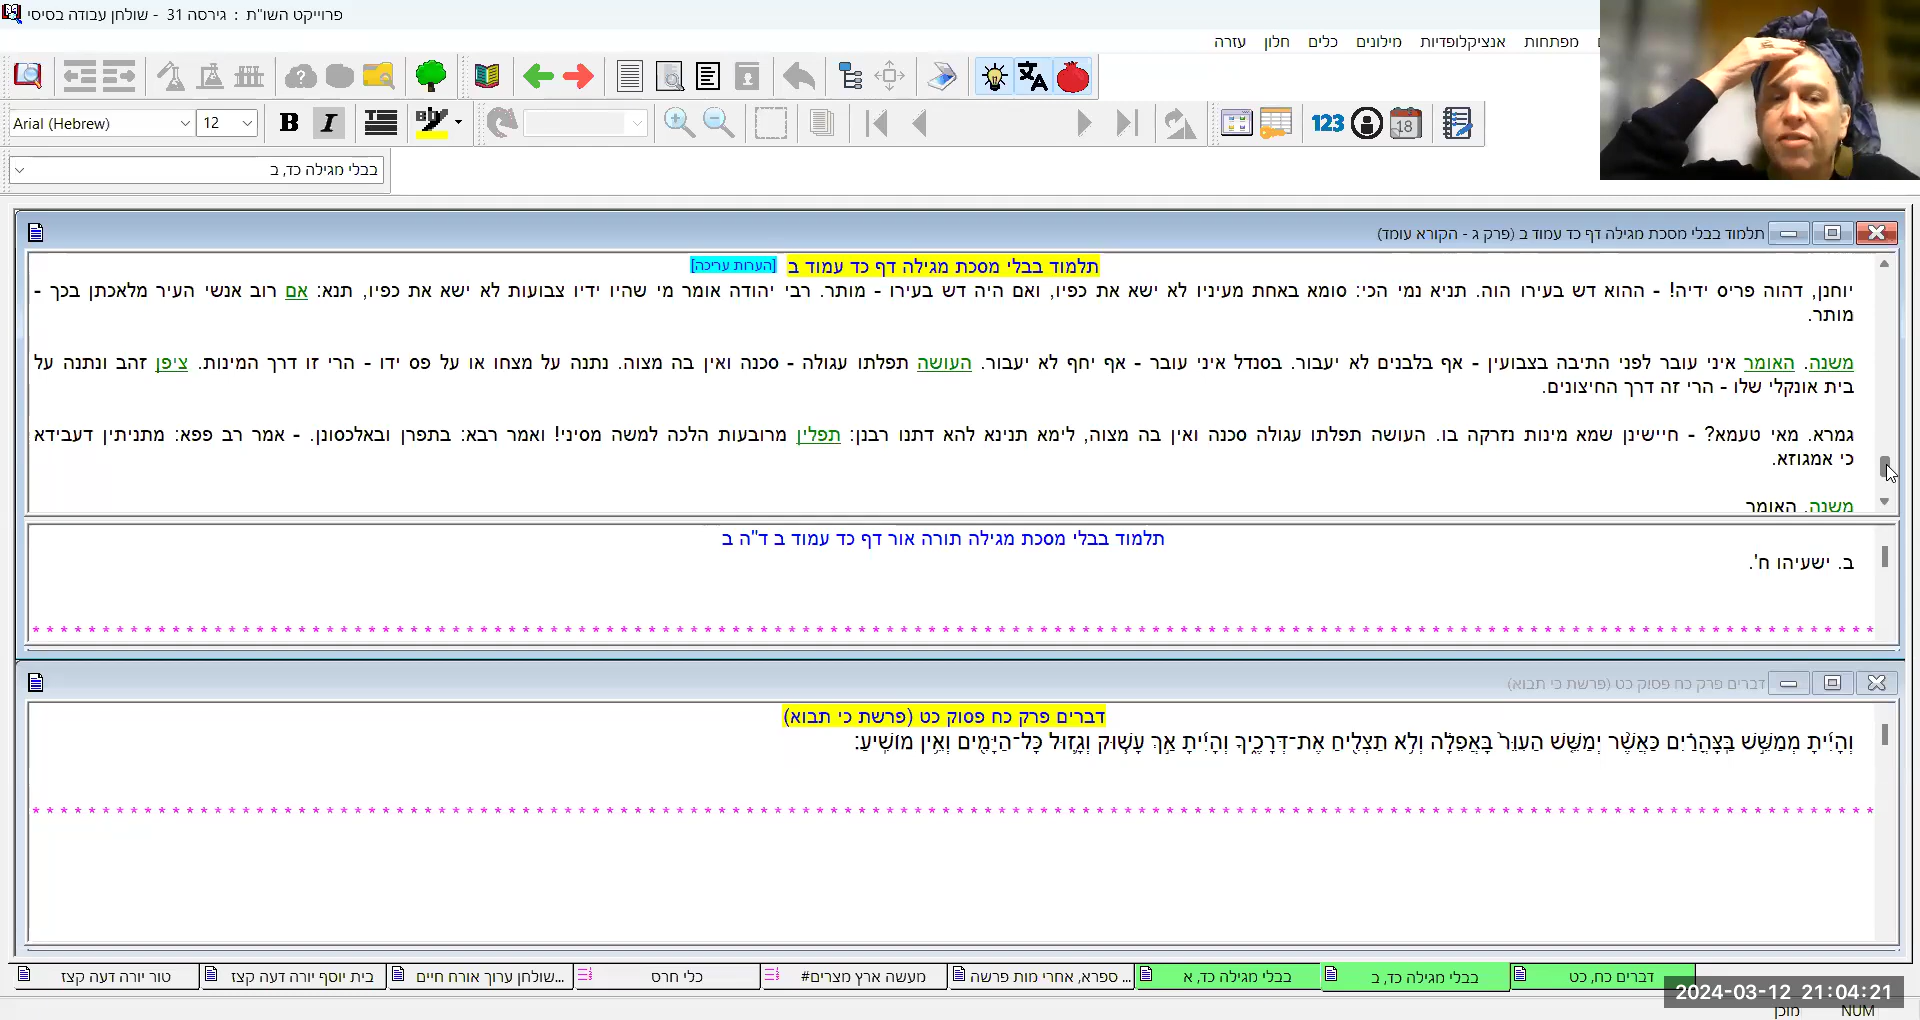 פרוייקט השו"ת : גירסה 31 - שולחן עבודה בסיסי
מפתחות אנציקלופדיות מילונים כלים חלון עזרה
Arial (Hebrew) 12 B I 123 18
בבלי מגילה כד, ב
תלמוד בבלי מסכת מגילה דף כד עמוד ב (פרק ג - הקורא עומד)
תלמוד בבלי מסכת מגילה דף כד עמוד ב [הערות עריכה]
יוחנן, דהוה פריס ידיה! - ההוא דש בעירו הוה. תניא נמי הכי: סומא באחת מעיניו לא ישא את כפיו, ואם היה דש בעירו - מותר. רבי יהודה אומר מי שהיו ידיו צבועות לא ישא את כפיו, תנא: אם רוב אנשי העיר מלאכתן בכך -
מותר.
משנה. האומר איני עובר לפני התיבה בצבועין - אף בלבנים לא יעבור. בסנדל איני עובר - אף יחף לא יעבור. העושה תפלתו עגולה - סכנה ואין בה מצוה. נתנה על מצחו או על פס ידו - הרי זו דרך המינות. ציפן זהב ונתנה על
בית אונקלי שלו - הרי זה דרך החיצונים.
גמרא. מאי טעמא? - חיישינן שמא מינות נזרקה בו. העושה תפלתו עגולה סכנה ואין בה מצוה, לימא תנינא להא דתנו רבנן: תפלין מרובעות הלכה למשה מסיני! ואמר רבא: בתפרן ובאלכסונן. - אמר רב פפא: מתניתין דעבידא
כי אמגוזא.
משנה. האומר
תלמוד בבלי מסכת מגילה תורה אור דף כד עמוד ב ד"ה ב
ב. ישעיהו ח'.
דברים פרק כח פסוק כט (פרשת כי תבוא)
דברים פרק כח פסוק כט (פרשת כי תבוא)
וְהָיִ֜יתָ מְמַשֵּׁ֣שׁ בַּֽצָּהֳרַ֗יִם כַּאֲשֶׁ֨ר יְמַשֵּׁ֤שׁ הַעִוֵּר֙ בָּאֲפֵלָ֔ה וְלֹ֥א תַצְלִ֖יחַ אֶת־דְּרָכֶ֑יךָ וְהָיִ֜יתָ אַ֣ךְ עָשׁ֧וּק וְגָז֛וּל כָּל־הַיָּמִ֖ים וְאֵ֥ין מוֹשִֽׁיעַ:
דברים כח, כט
בבלי מגילה כד, ב
בבלי מגילה כד, א
ספרא, אחרי מות פרשה ...
מעשה ארץ מצרים#
כלי חרס
שולחן ערוך אורח חיים...
בית יוסף יורה דעה קצז
טור יורה דעה קצז
2024-03-12 21:04:21
מוכן NUM